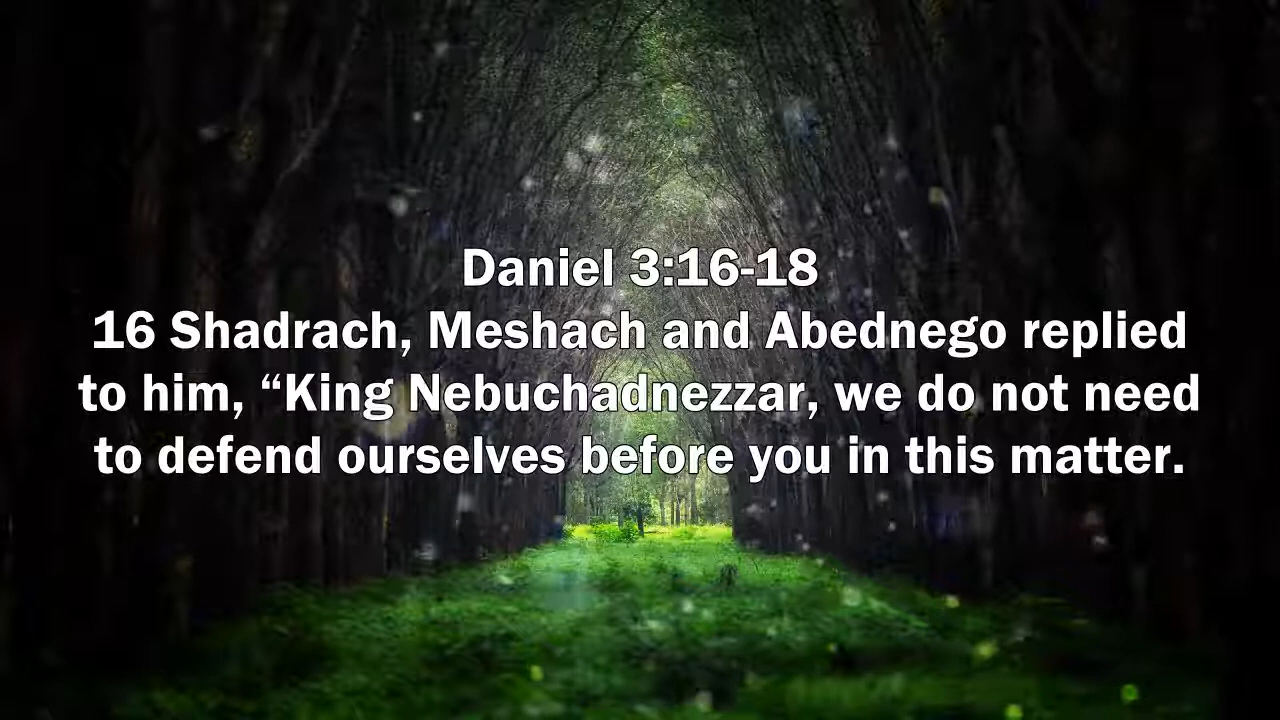 Daniel 3:16-18
16 Shadrach, Meshach and Abednego replied
to him, “King Nebuchadnezzar, we do not need
to defend ourselves before you in this matter.